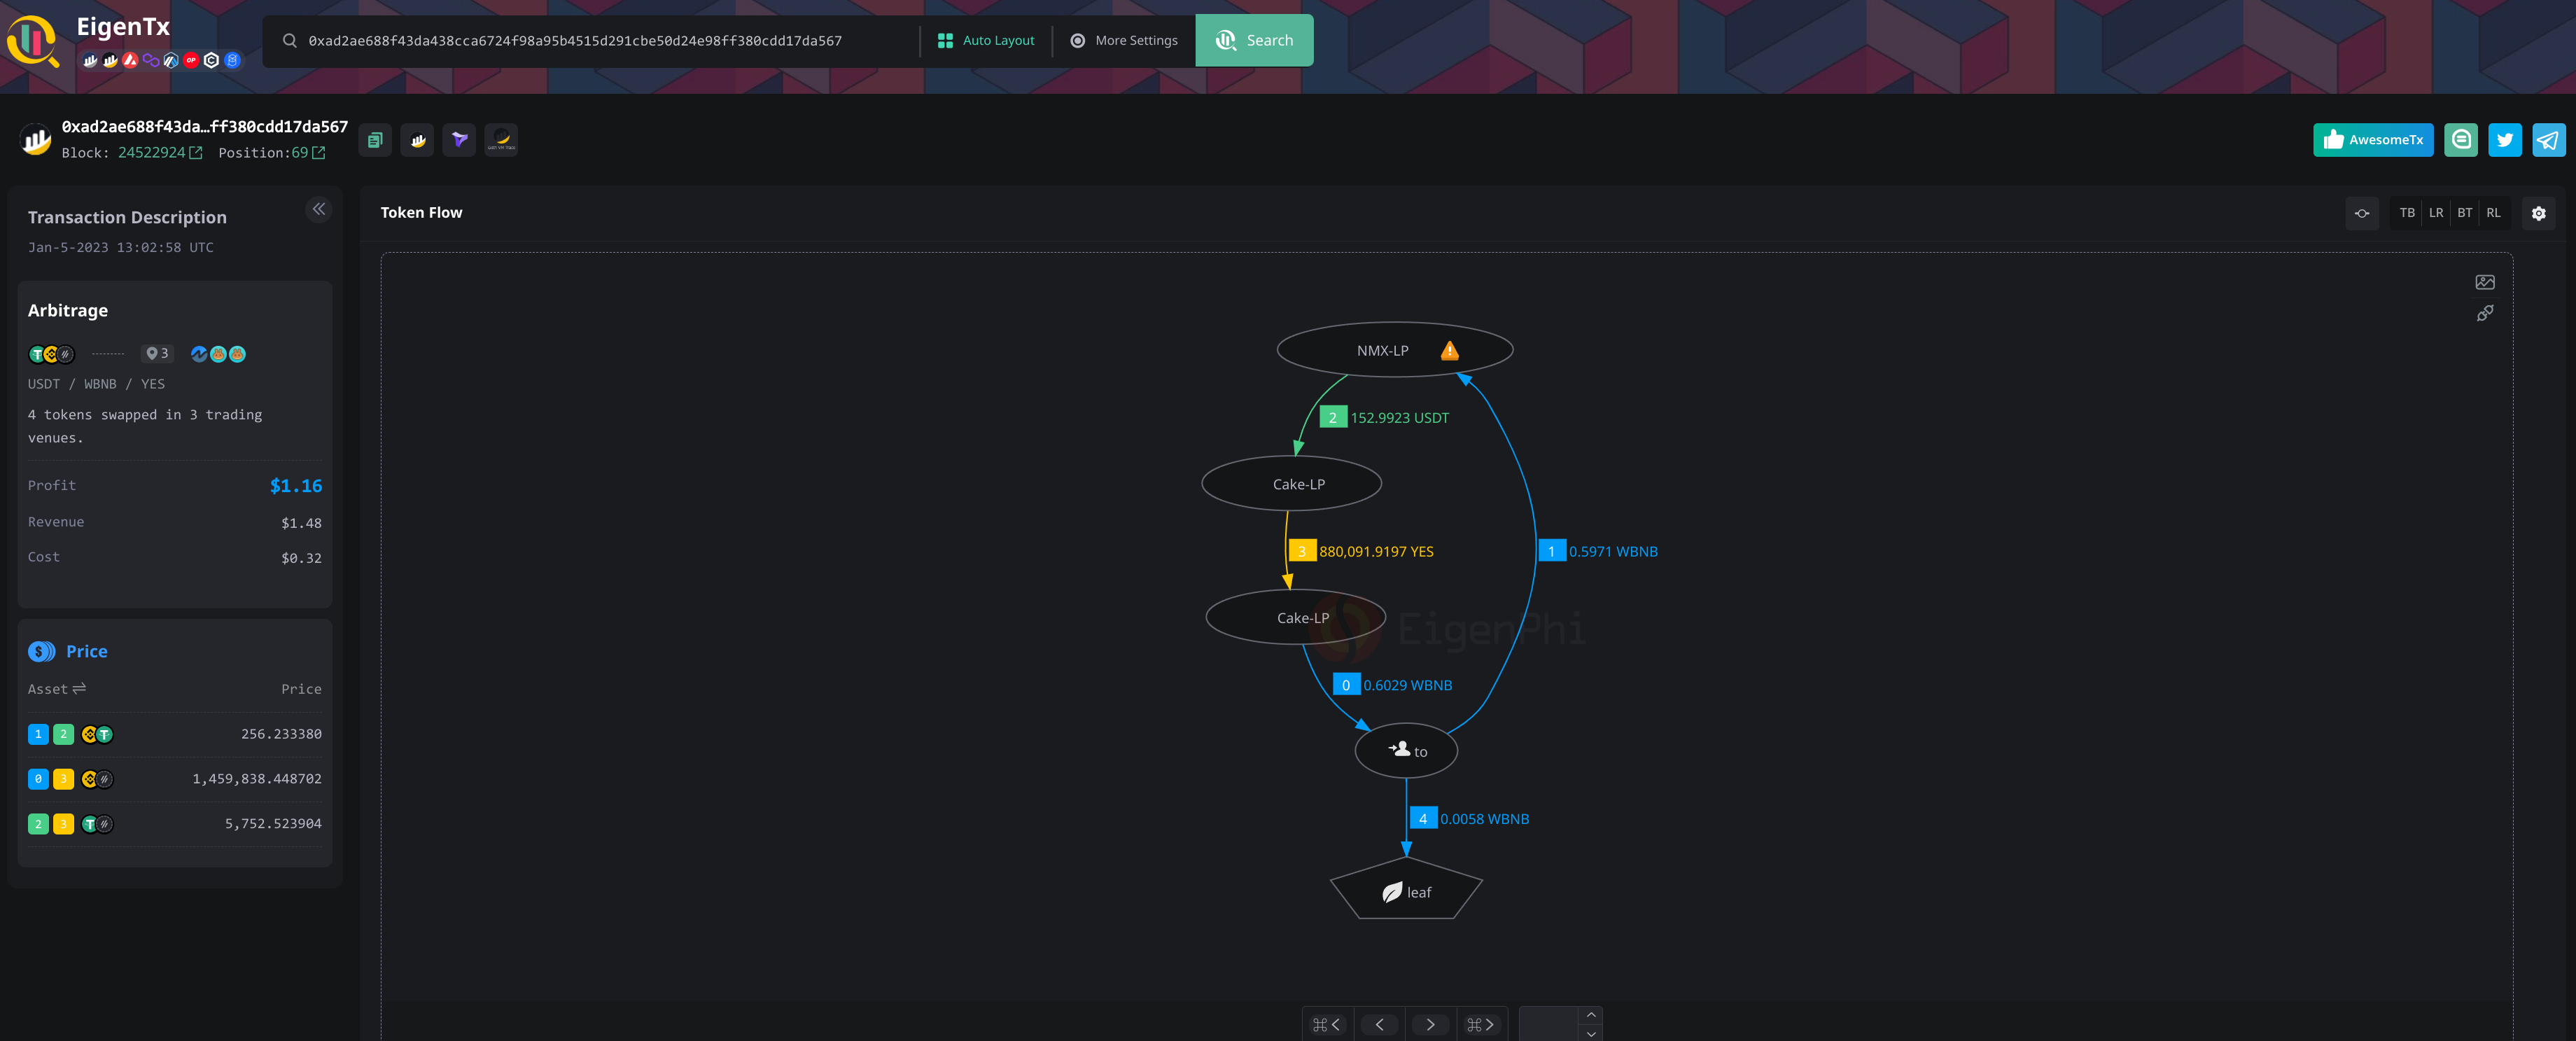 EigenTx
0xad2ae688f43da438cca6724f98a95b4515d291cbe50d24e98ff380cdd17da567
Auto Layout
More Settings
Search
0xad2ae688f43da…ff380cdd17da567
Block: 24522924 Position:69
AwesomeTx
Transaction Description
Jan-5-2023 13:02:58 UTC
Arbitrage
3
USDT / WBNB / YES
4 tokens swapped in 3 trading
venues.
Profit $1.16
Revenue $1.48
Cost $0.32
Price
Asset Price
1 2 256.233380
0 3 1,459,838.448702
2 3 5,752.523904
Token Flow
TB LR BT RL
NMX-LP
2 152.9923 USDT
Cake-LP
3 880,091.9197 YES
1 0.5971 WBNB
Cake-LP
EigenPhi
0 0.6029 WBNB
to
4 0.0058 WBNB
leaf